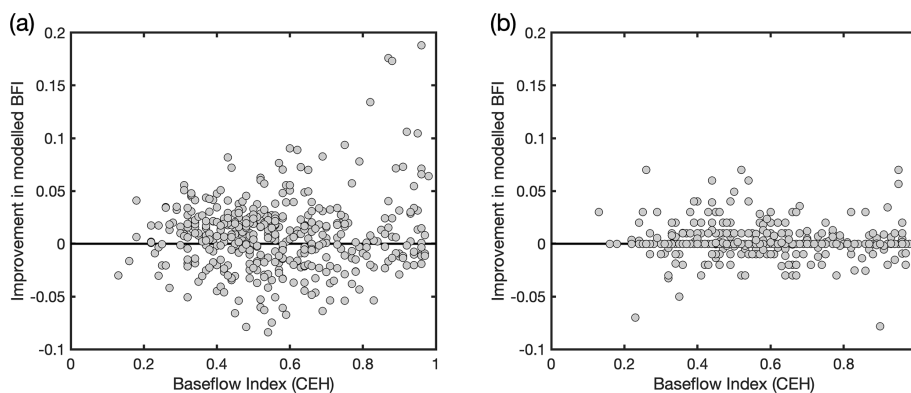 (a)
0.2
0.15
0.1
0.05
0
-0.05
-0.1
Improvement in modelled BFI
0 0.2 0.4 0.6 0.8 1
Baseflow Index (CEH)
(b)
0.2
0.15
0.1
0.05
0
-0.05
-0.1
Improvement in modelled BFI
0 0.2 0.4 0.6 0.8
Baseflow Index (CEH)